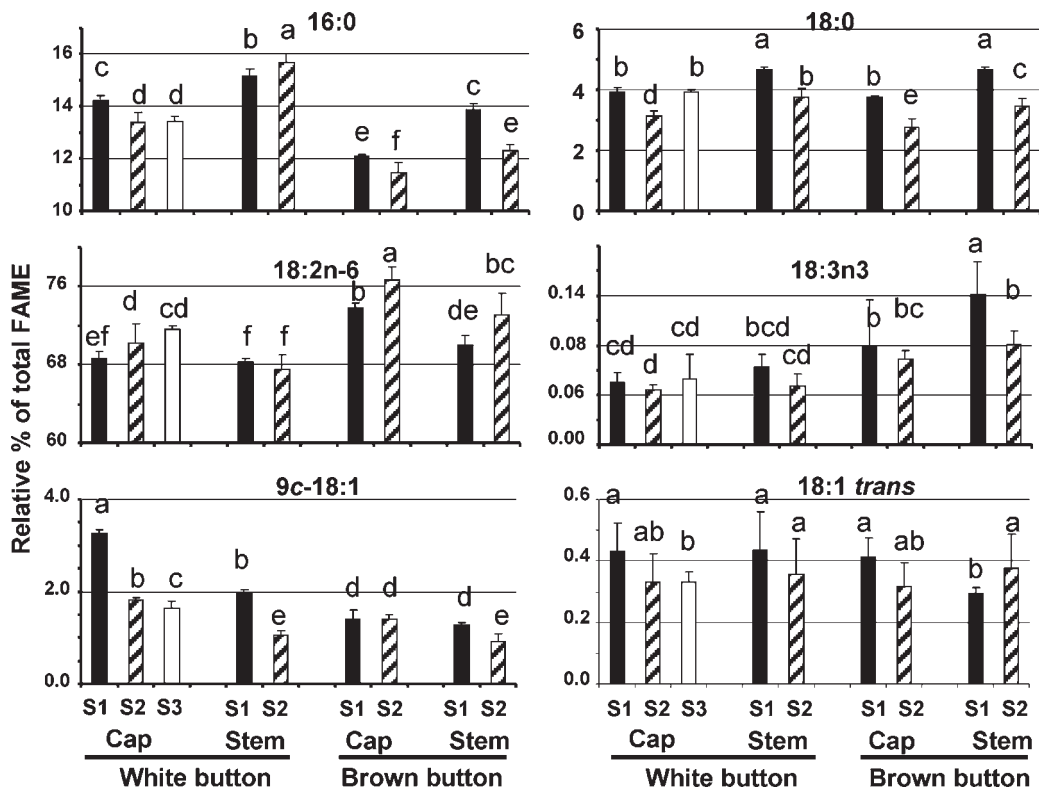 Relative % of total FAME
16:0
16
14
12
10
c
d
d
b
a
e
f
c
e
18:0
6
4
2
0
b
d
b
a
b
b
e
a
c
18:2n-6
76
68
60
ef
d
cd
f
f
b
a
de
bc
18:3n3
0.14
0.08
0.06
0.00
cd
d
cd
bcd
cd
b
bc
a
b
9c-18:1
4.0
2.0
0.0
a
b
c
b
e
d
d
d
e
18:1 trans
0.6
0.4
0.2
0.0
a
ab
b
a
a
a
ab
b
a
S1 S2 S3 S1 S2 S1 S2 S1 S2
Cap Stem Cap Stem
White button Brown button
S1 S2 S3 S1 S2 S1 S2 S1 S2
Cap Stem Cap Stem
White button Brown button